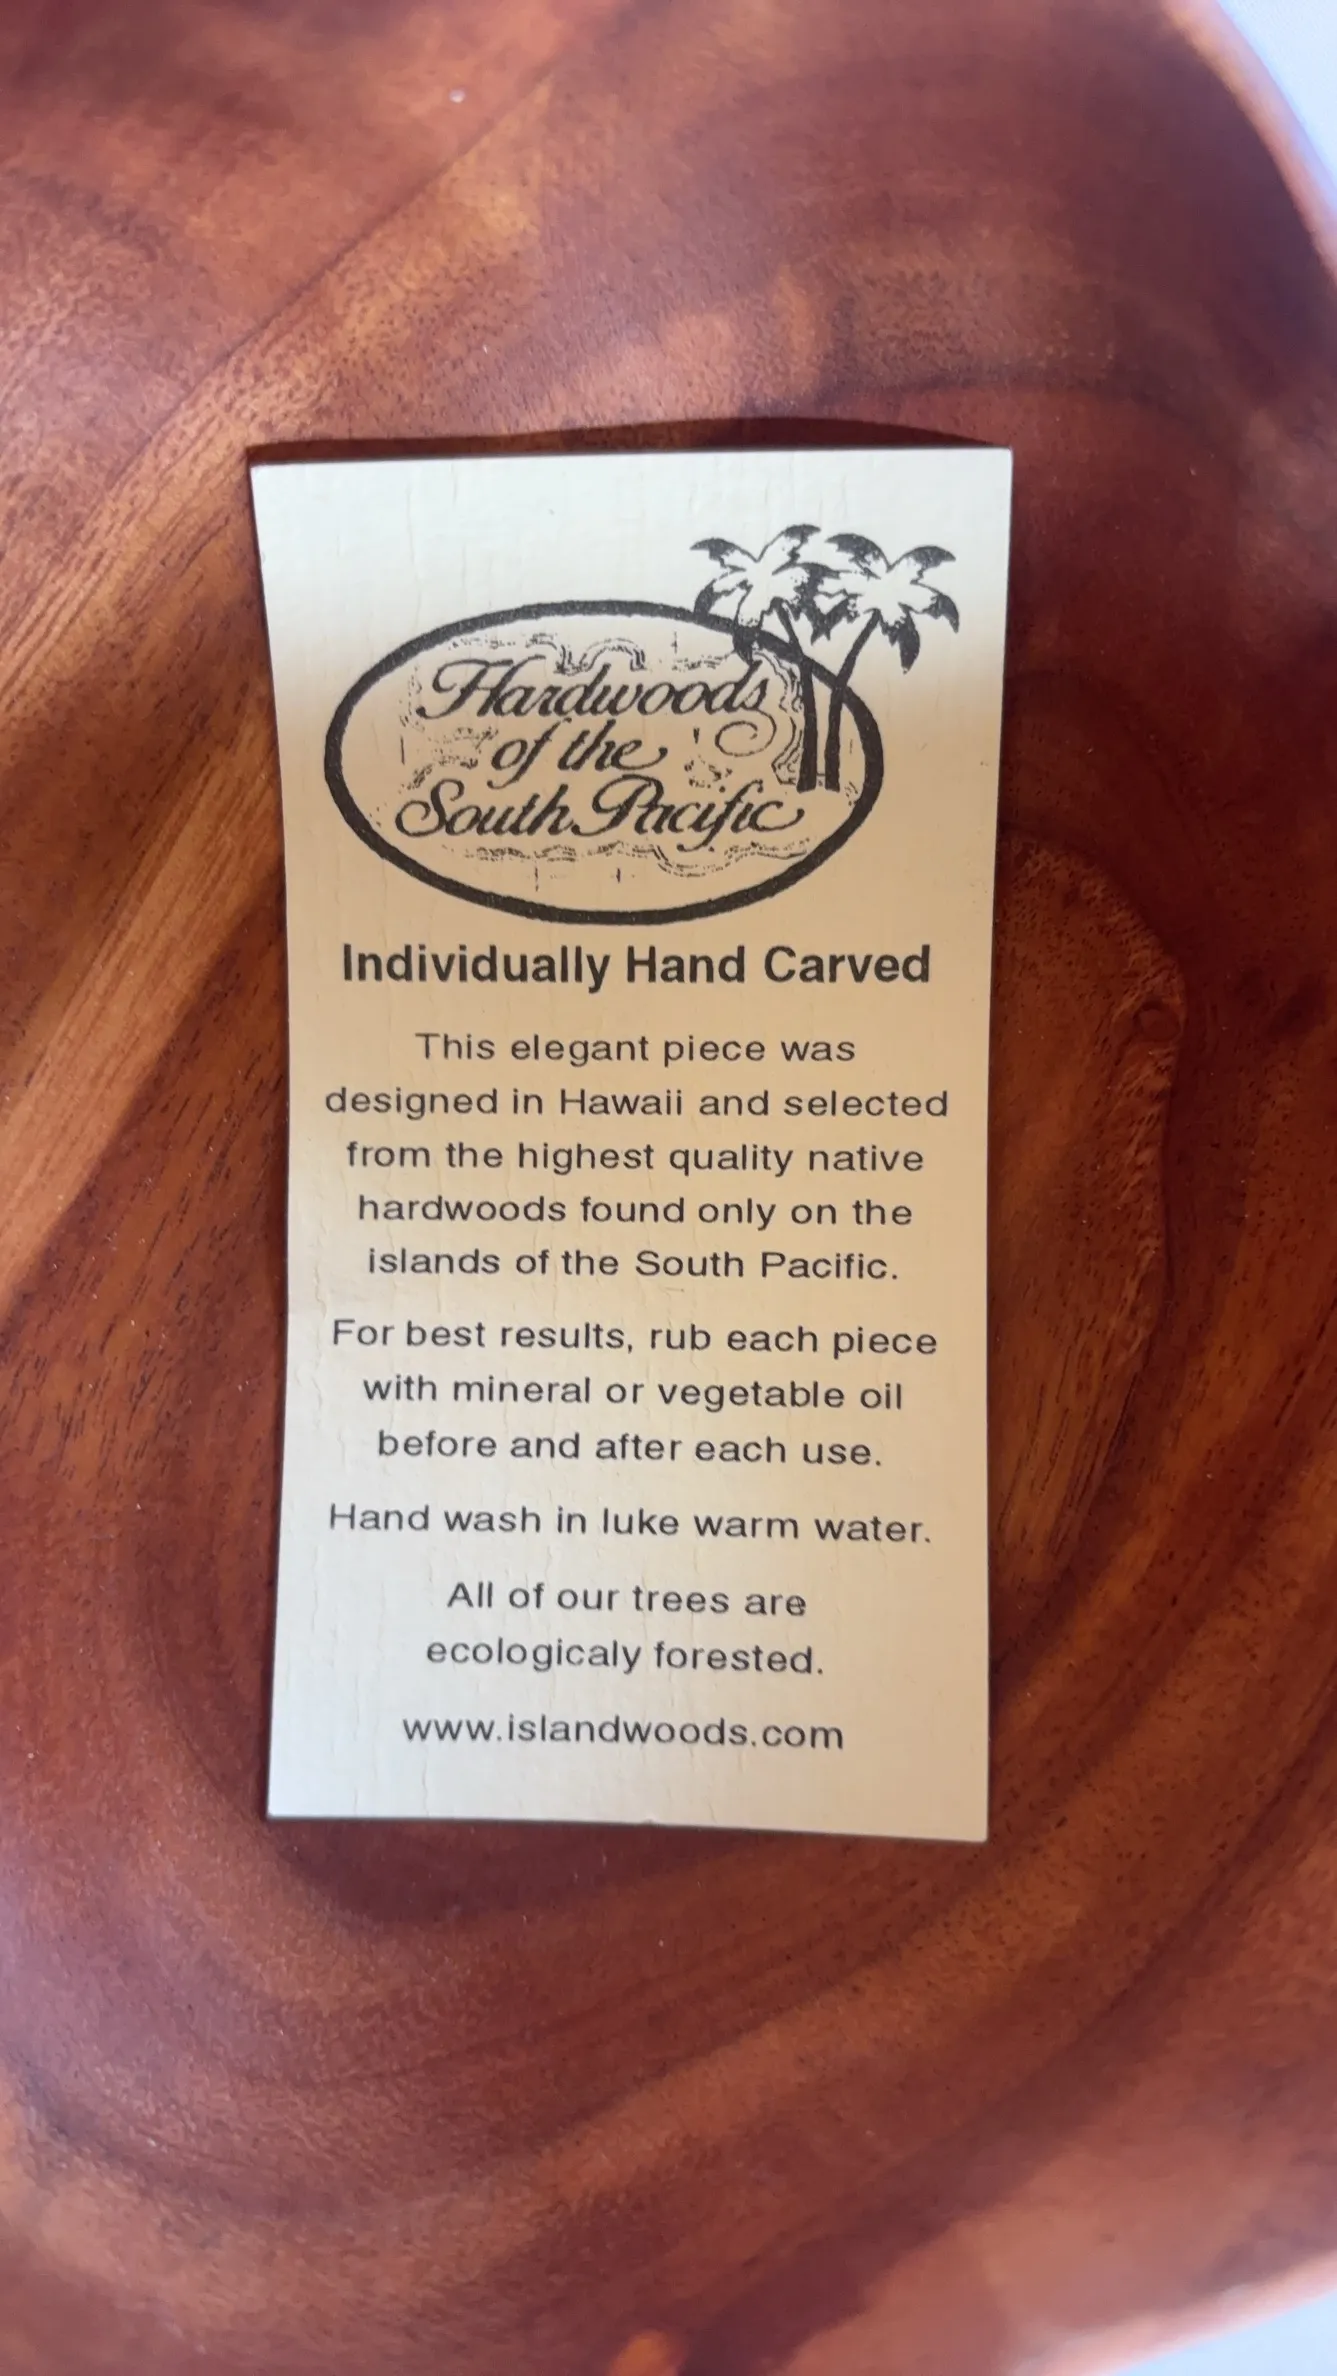 Hardwoods
of the
South Pacific
Individually Hand Carved
This elegant piece was
designed in Hawaii and selected
from the highest quality native
hardwoods found only on the
islands of the South Pacific.
For best results, rub each piece
with mineral or vegetable oil
before and after each use.
Hand wash in luke warm water.
All of our trees are
ecologicaly forested.
www.islandwoods.com